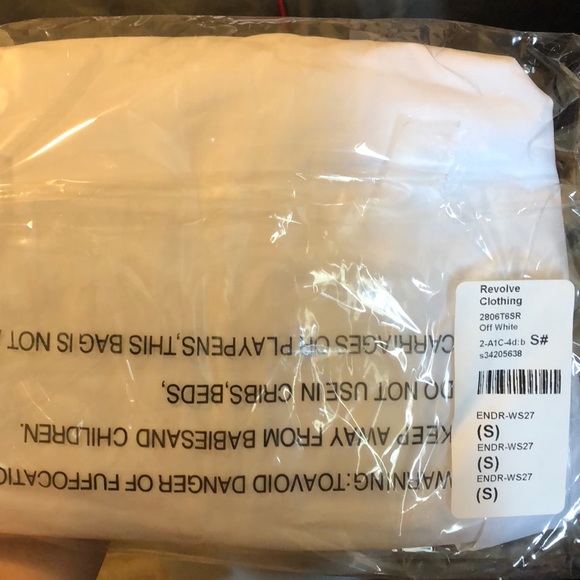 Revolve
Clothing
2806T6SR
Off White
2-A1C-4d:b S#
s34205638
ENDR-WS27
(S)
ENDR-WS27
(S)
ENDR-WS27
(S)
WARNING:TOAVOID DANGER OF FUFFOCATIO
KEEP AWAY FROM BABIESAND CHILDREN.
DO NOT USE IN CRIBS,BEDS,
CARRIAGES OR PLAYPENS,THIS BAG IS NOT A